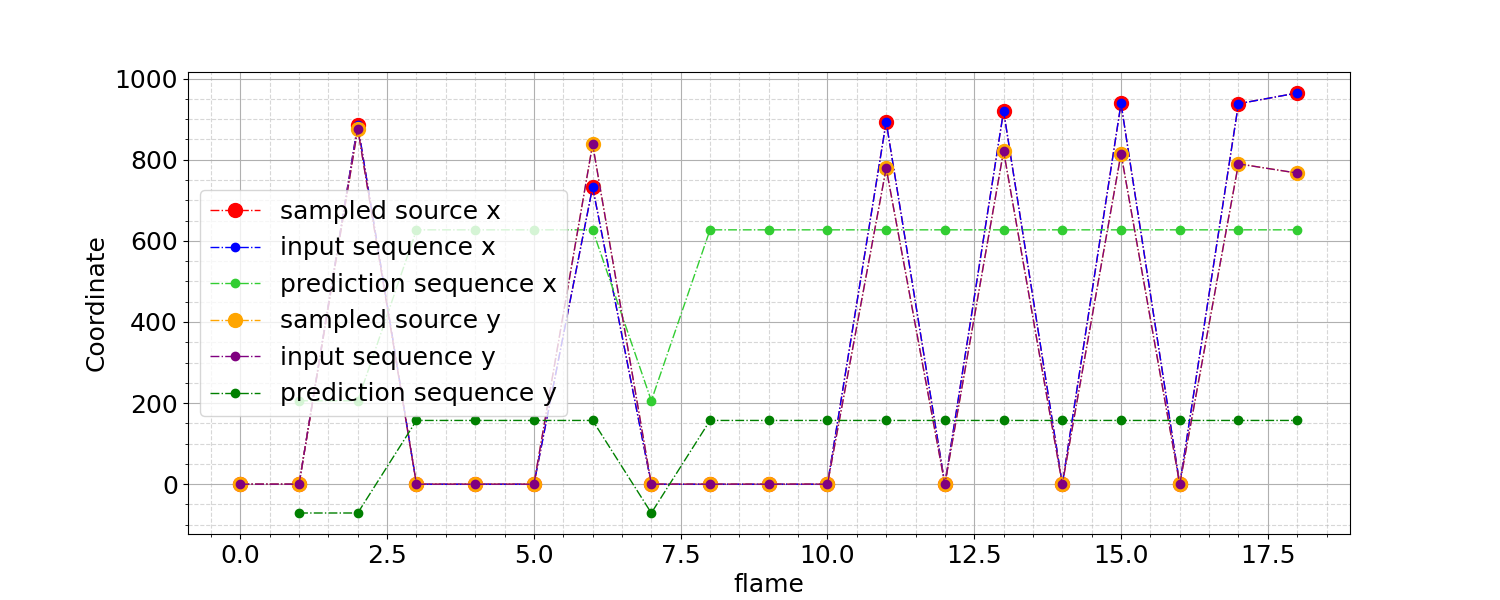 1000
800
600
400
200
0
Coordinate
sampled source x
input sequence x
prediction sequence x
sampled source y
input sequence y
prediction sequence y
0.0 2.5 5.0 7.5 10.0 12.5 15.0 17.5
flame